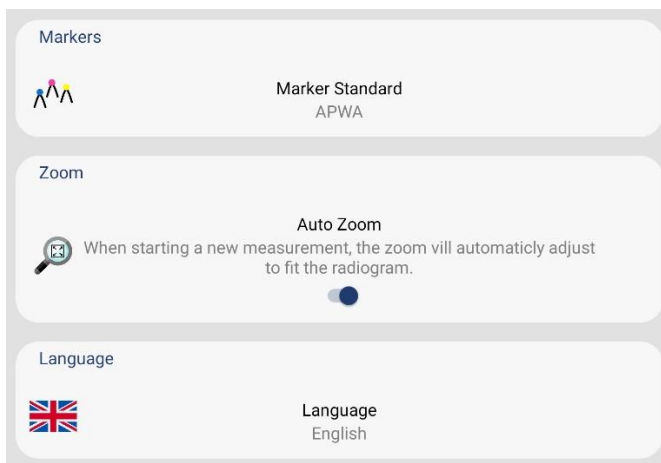 Markers
Marker Standard
APWA
Zoom
Auto Zoom
When starting a new measurement, the zoom vill automaticly adjust
to fit the radiogram.
Language
Language
English